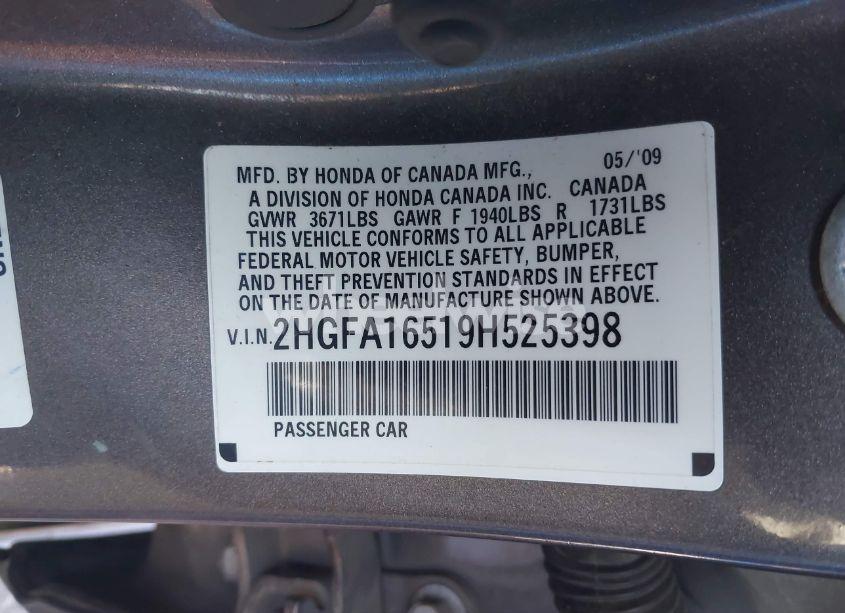 MFD. BY HONDA OF CANADA MFG., 05/'09
A DIVISION OF HONDA CANADA INC. CANADA
GVWR 3671LBS GAWR F 1940LBS R 1731LBS
THIS VEHICLE CONFORMS TO ALL APPLICABLE
FEDERAL MOTOR VEHICLE SAFETY, BUMPER,
AND THEFT PREVENTION STANDARDS IN EFFECT
ON THE DATE OF MANUFACTURE SHOWN ABOVE.
V.I.N. 2HGFA16519H525398
PASSENGER CAR